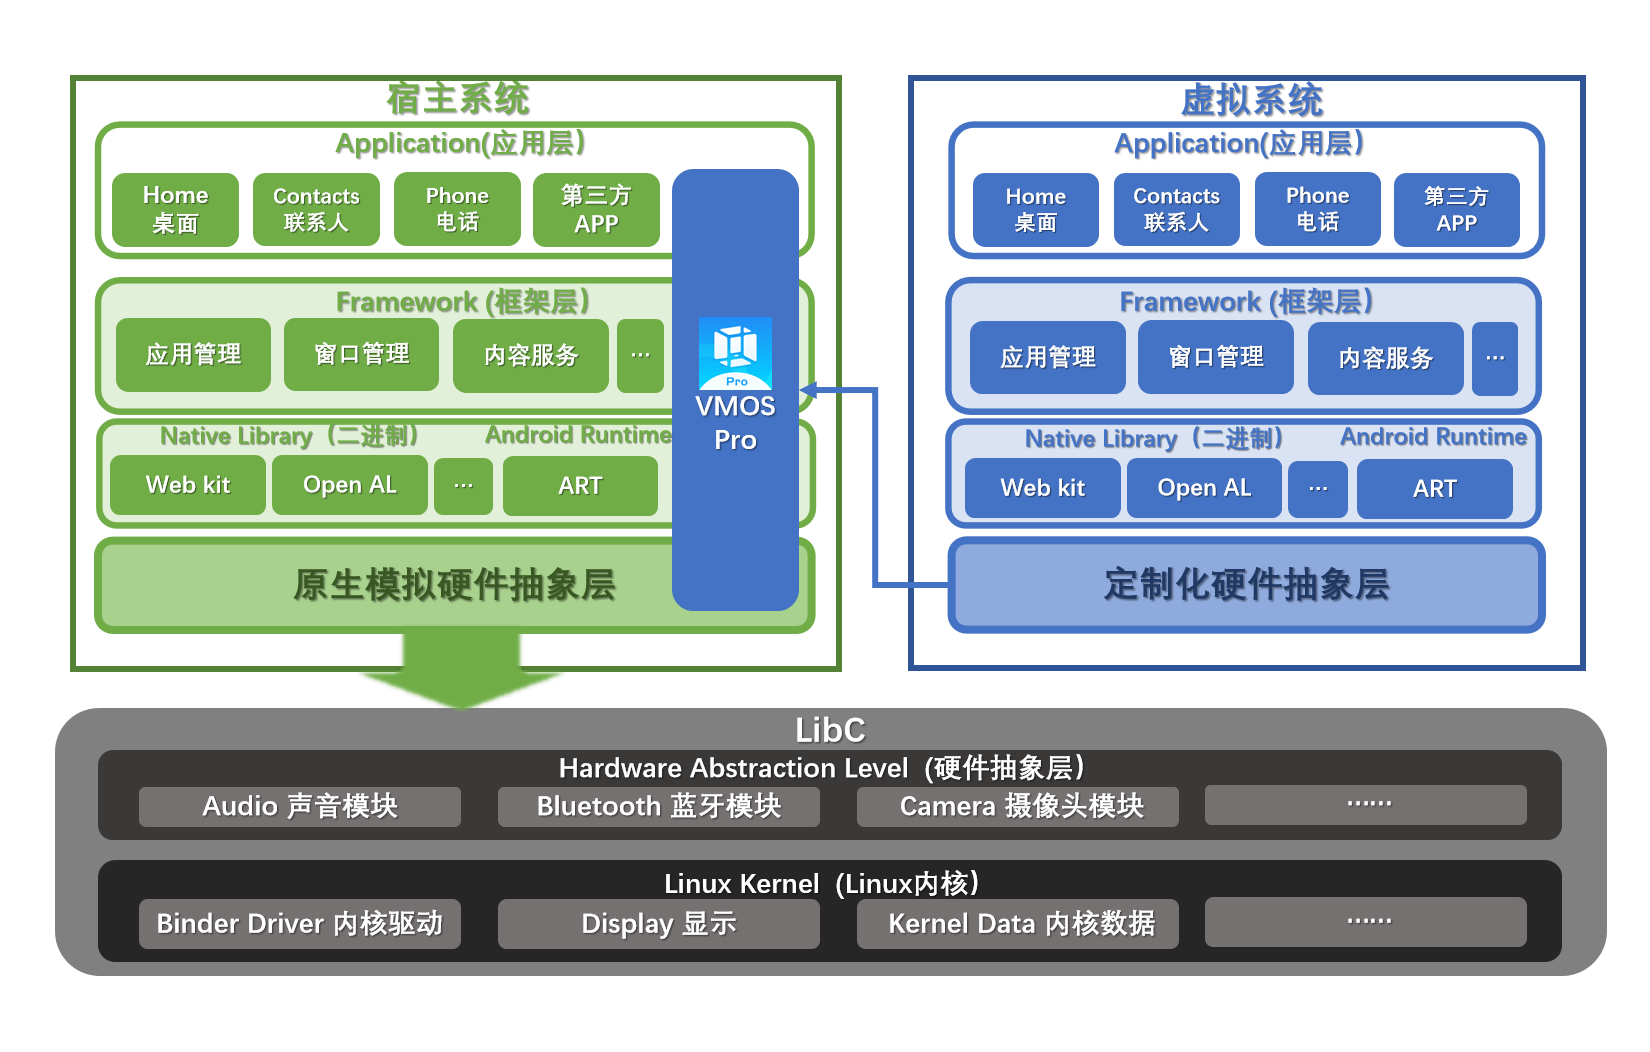 宿主系统
Application(应用层）
Home
桌面
Contacts
联系人
Phone
电话
第三方
APP
Framework (框架层）
应用管理
窗口管理
内容服务
...
Native Library（二进制）
Android Runtime
Web kit
Open AL
...
ART
原生模拟硬件抽象层
Pro
VMOS
Pro
虚拟系统
Application(应用层）
Home
桌面
Contacts
联系人
Phone
电话
第三方
APP
Framework (框架层）
应用管理
窗口管理
内容服务
...
Native Library（二进制）
Android Runtime
Web kit
Open AL
...
ART
定制化硬件抽象层
LibC
Hardware Abstraction Level（硬件抽象层）
Audio 声音模块
Bluetooth 蓝牙模块
Camera 摄像头模块
……
Linux Kernel（Linux内核）
Binder Driver 内核驱动
Display 显示
Kernel Data 内核数据
……